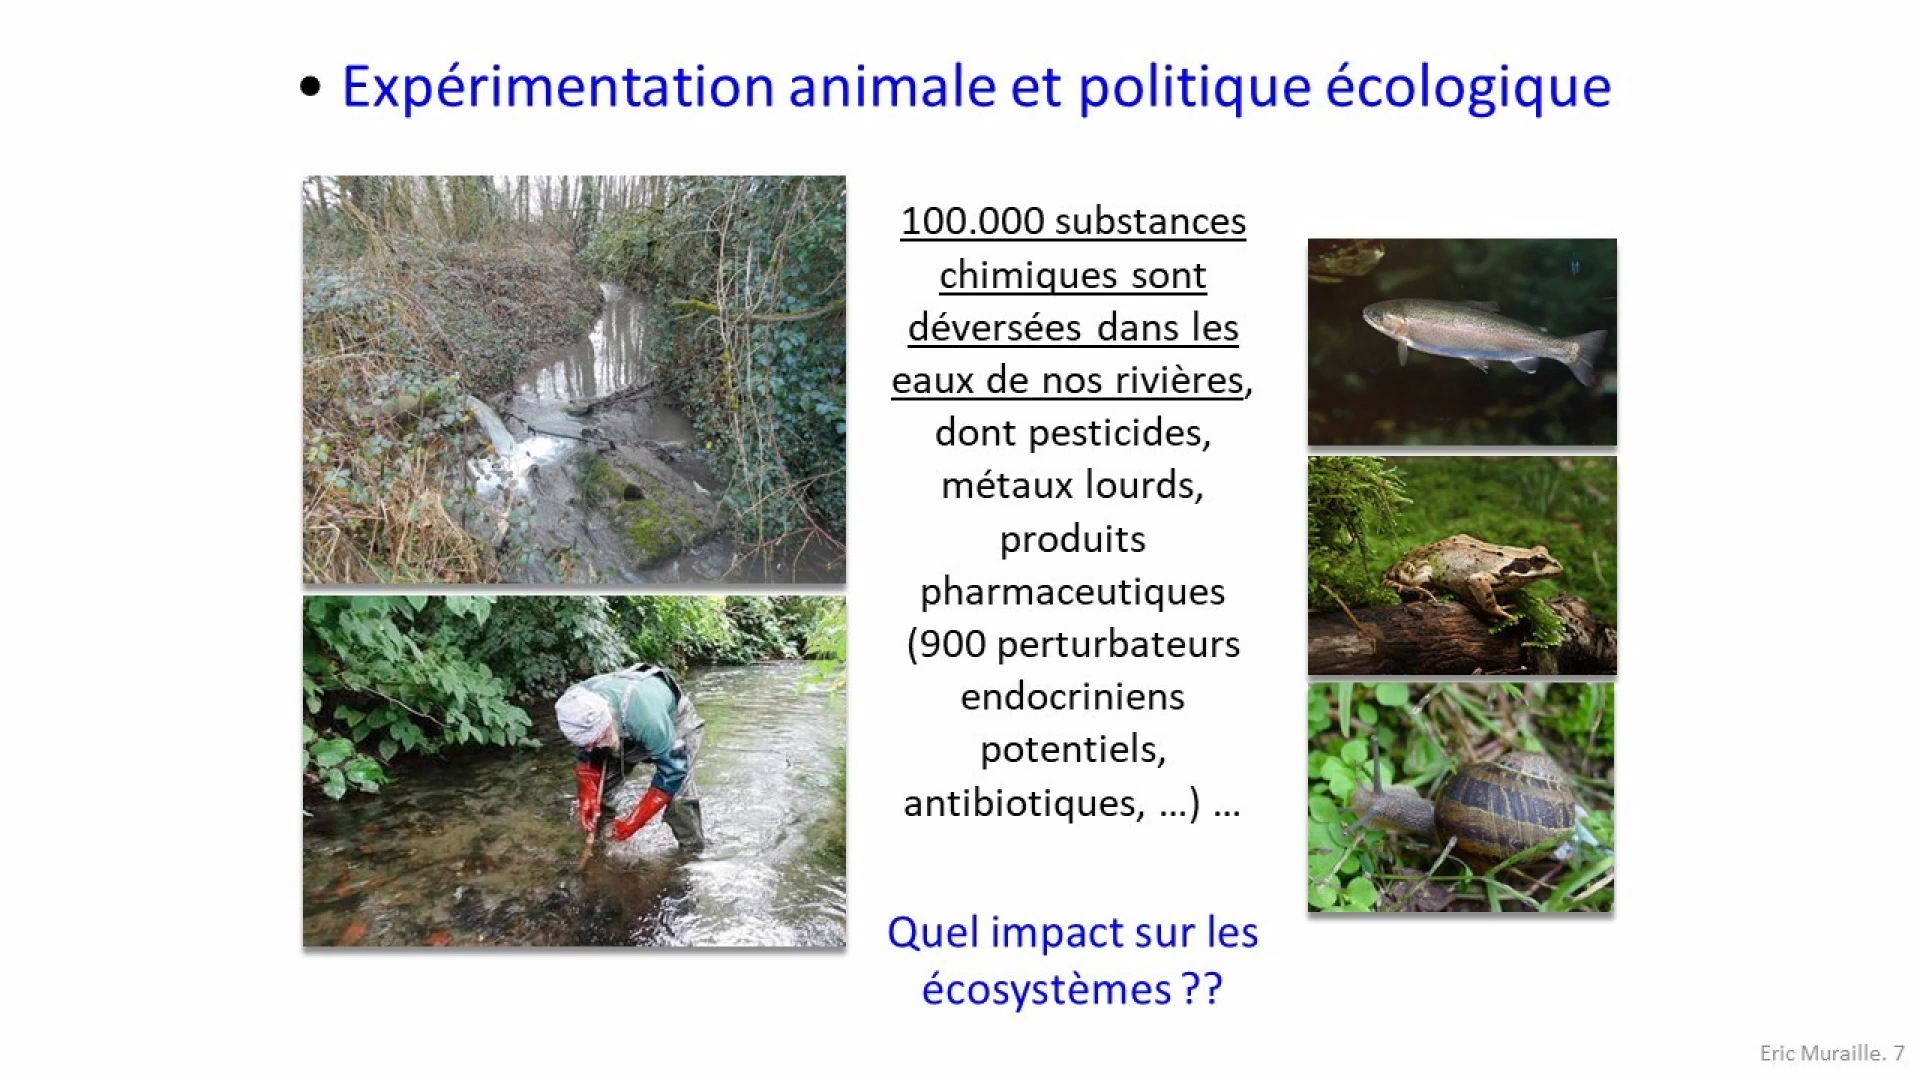 • Expérimentation animale et politique écologique
100.000 substances
chimiques sont
déversées dans les
eaux de nos rivières,
dont pesticides,
métaux lourds,
produits
pharmaceutiques
(900 perturbateurs
endocriniens
potentiels,
antibiotiques, ...) ...
Quel impact sur les
écosystèmes ??
Eric Muraille. 7